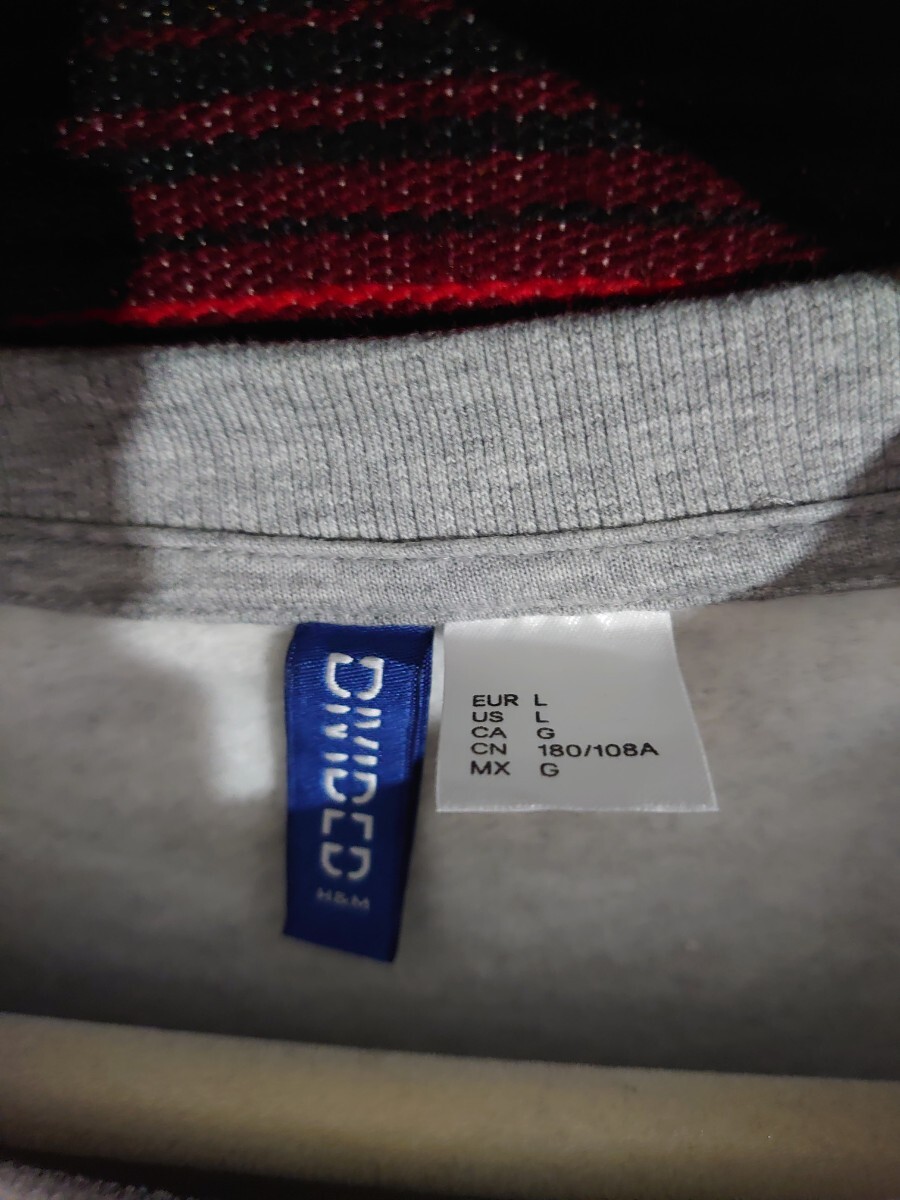 DIVIDED
H&M
EUR L
US L
CA G
CN 180/108A
MX G